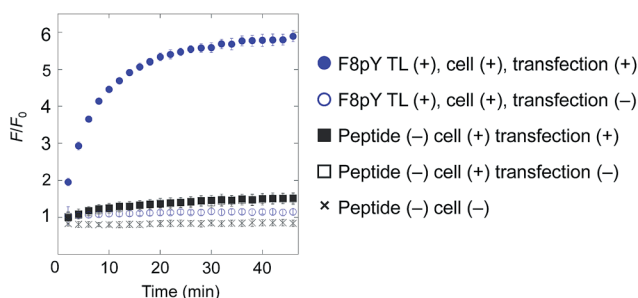 6
5
4
3
2
1
F/F0
0
10
20
30
40
Time (min)
F8pY TL (+), cell (+), transfection (+)
F8pY TL (+), cell (+), transfection (–)
Peptide (–) cell (+) transfection (+)
Peptide (–) cell (+) transfection (–)
Peptide (–) cell (–)